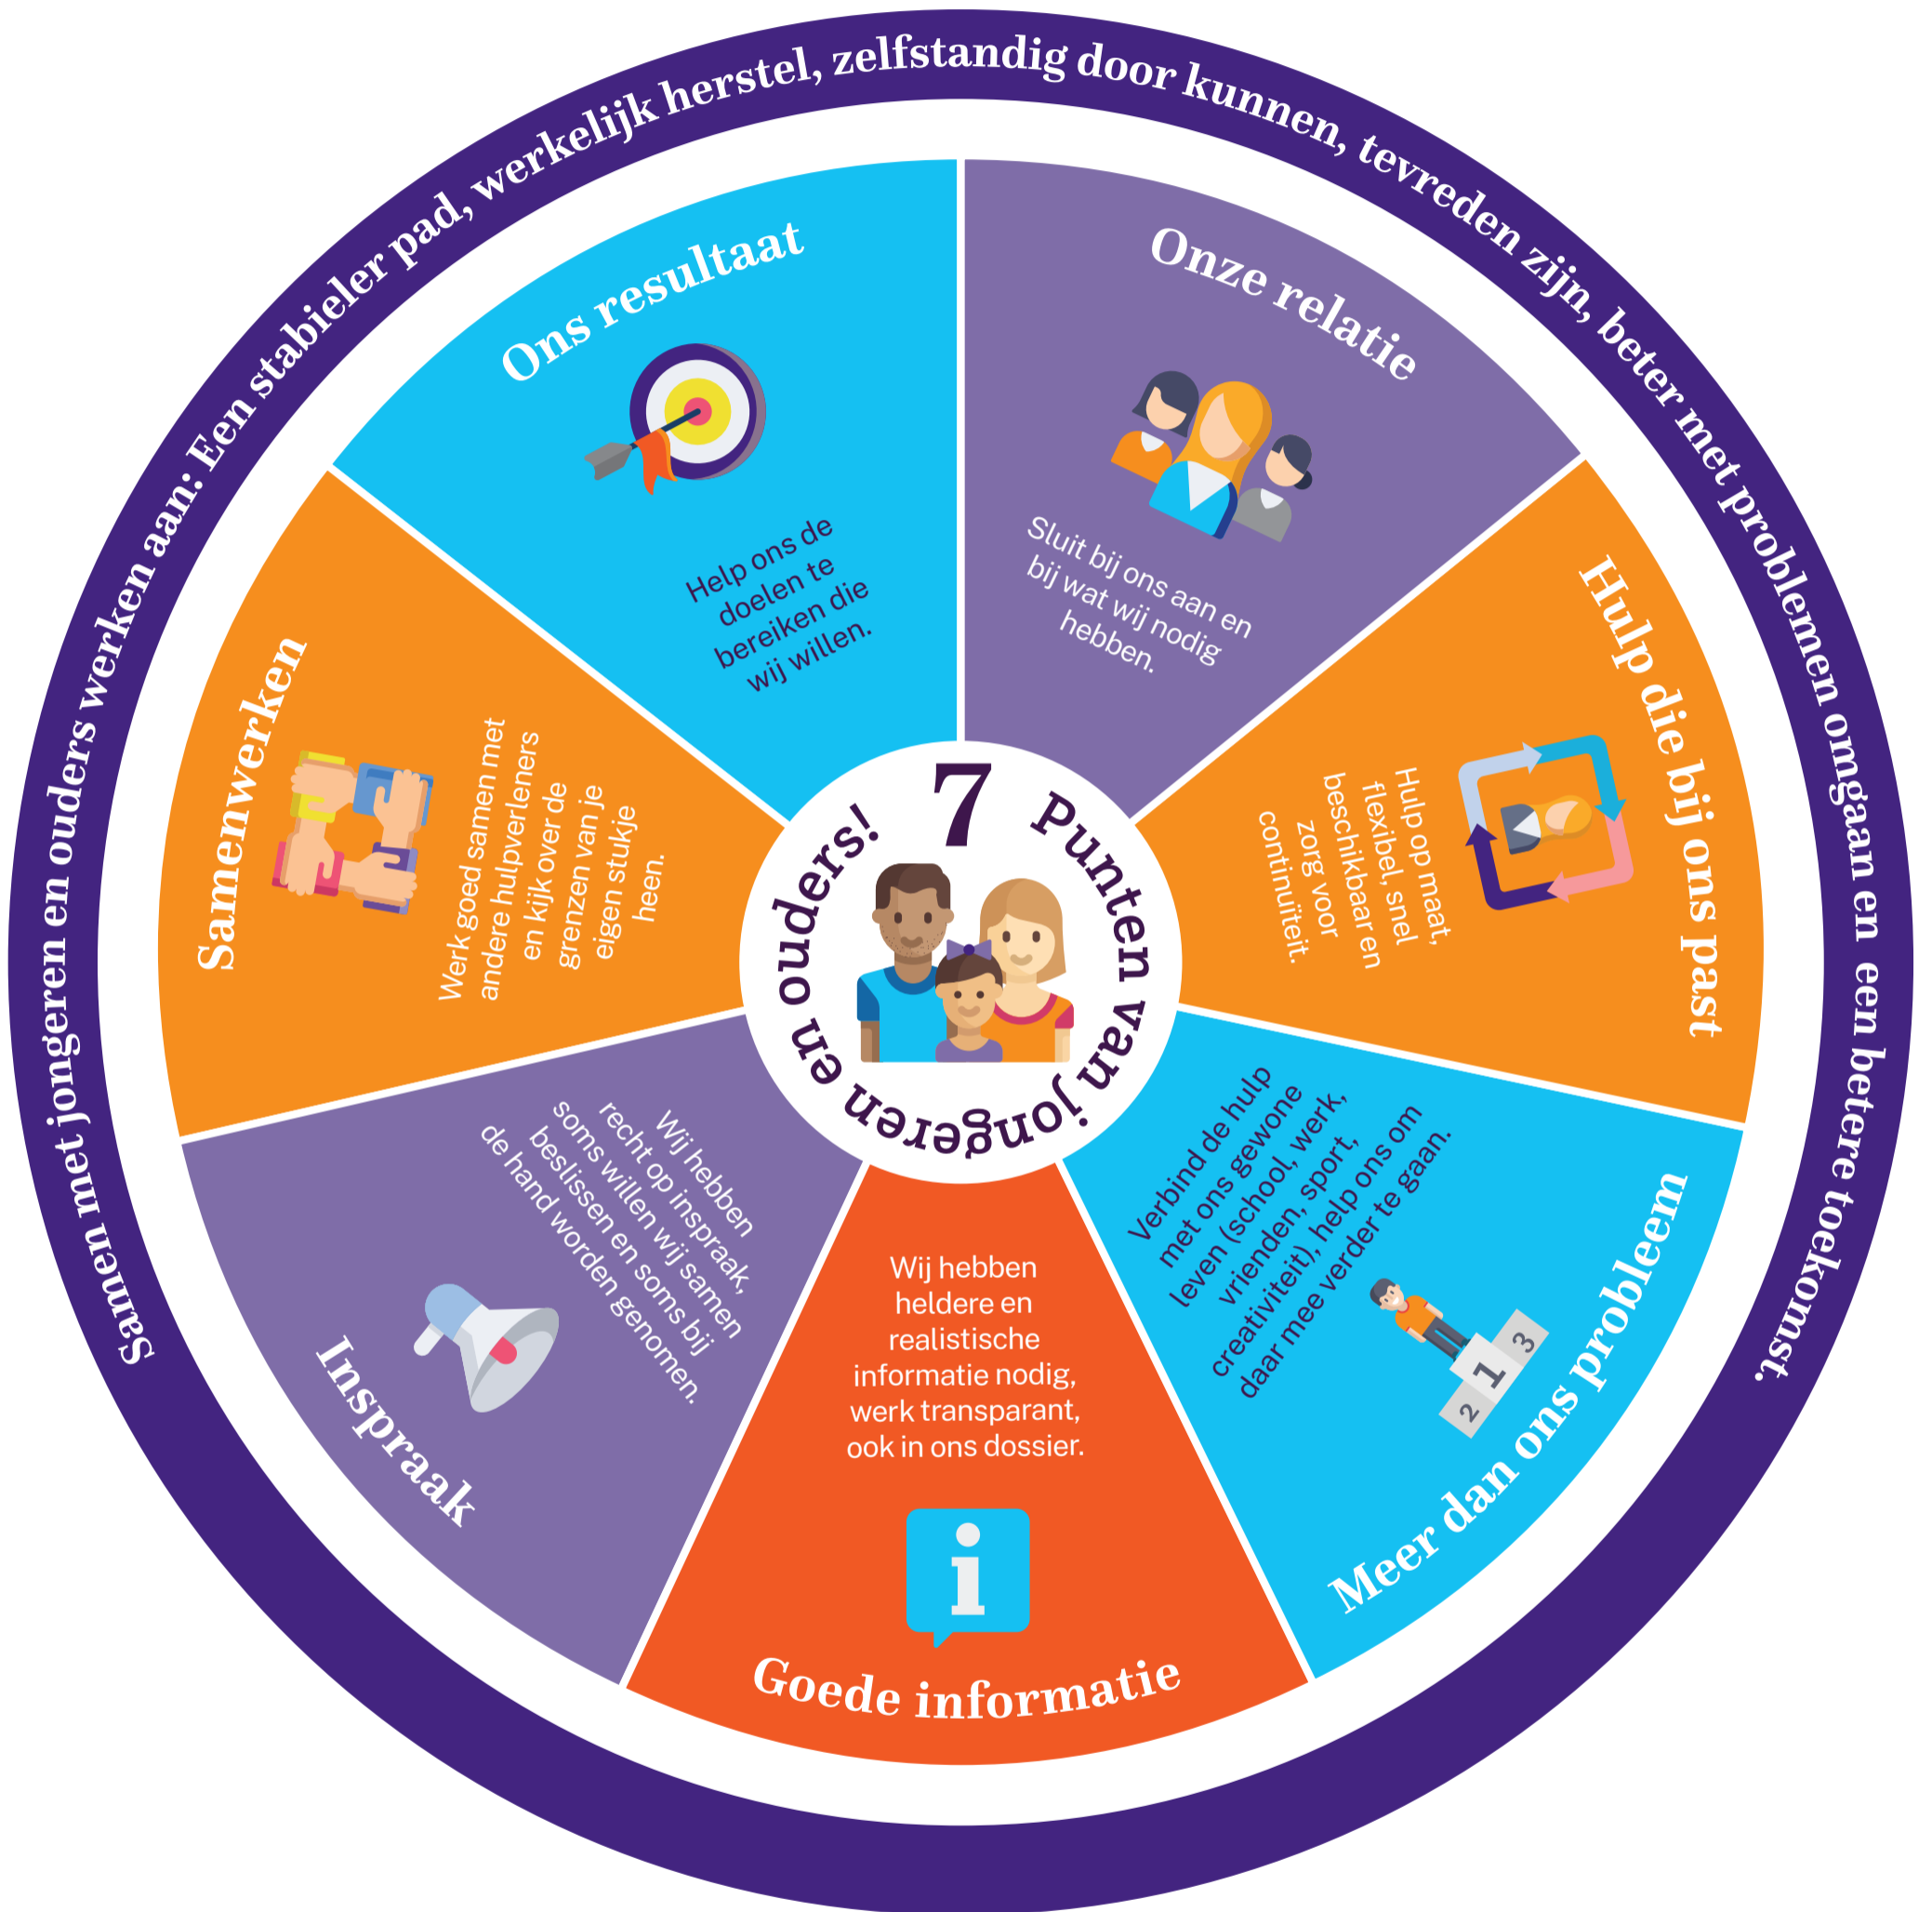 Samen met jongeren en ouders werken aan: Een stabieler pad, werkelijk herstel, zelfstandig door kunnen, tevreden zijn, beter met problemen omgaan en een betere toekomst.
7
Punten van jongeren en ouders!
Onze relatie
Sluit bij ons aan en
bij wat wij nodig
hebben.
Hulp die bij ons past
Hulp op maat,
flexibel, snel
beschikbaar en
zorg voor
continuïteit.
Verbind de hulp
met ons gewone
leven (school, werk,
vrienden, sport,
creativiteit), help ons om
daar mee verder te gaan.
2 1 3
Meer dan ons probleem
Wij hebben
heldere en
realistische
informatie nodig,
werk transparant,
ook in ons dossier.
i
Goede informatie
Wij hebben
recht op inspraak,
soms willen wij samen
beslissen en soms bij
de hand worden genomen.
Inspraak
Samenwerken
Werk goed samen met
andere hulpverleners
en kijk over de
grenzen van je
eigen stukje
heen.
Ons resultaat
Help ons de
doelen te
bereiken die
wij willen.